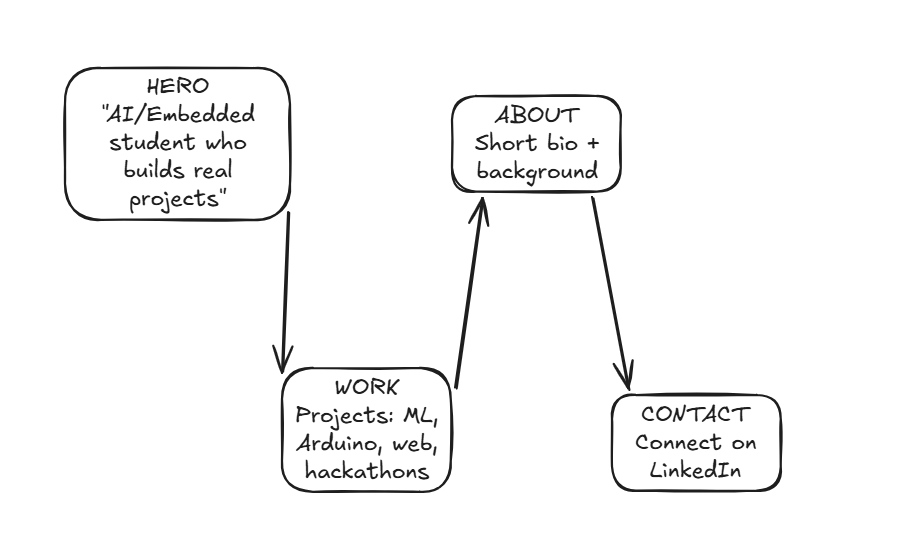 HERO
"AI/Embedded
student who
builds real
projects"
WORK
Projects: ML,
Arduino, web,
hackathons
ABOUT
Short bio +
background
CONTACT
Connect on
LinkedIn